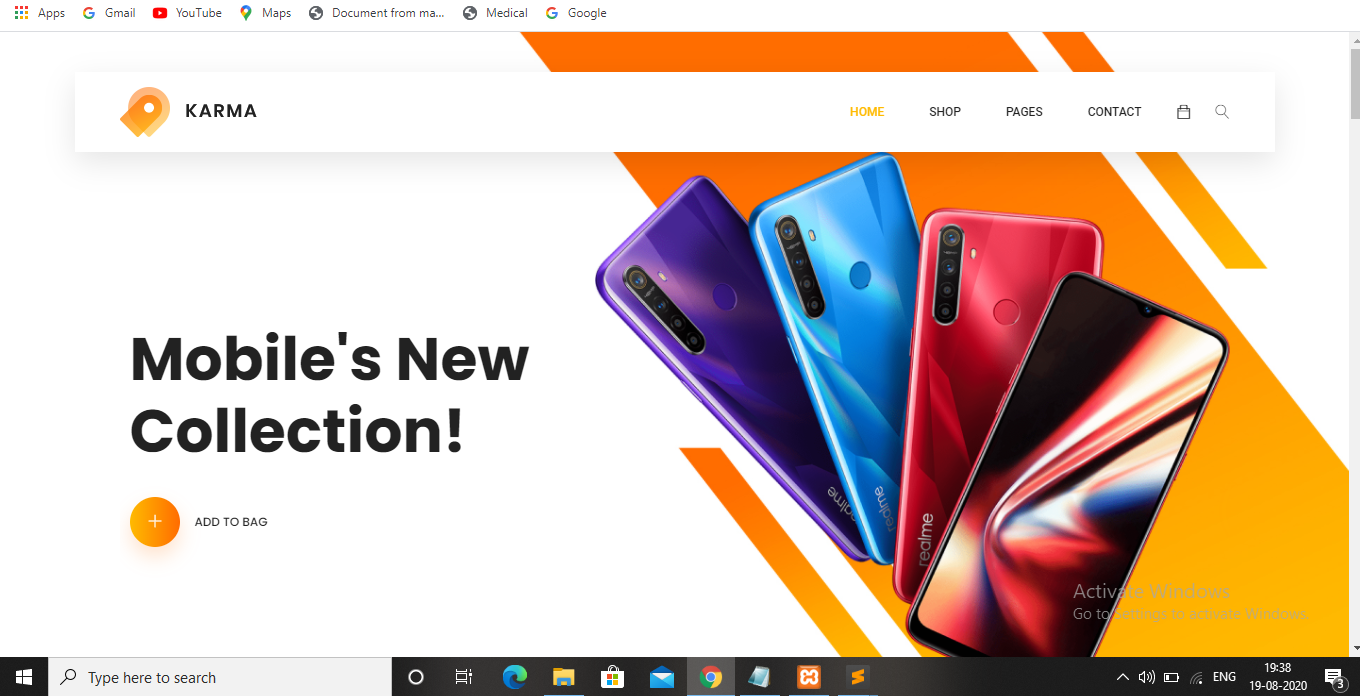 Apps Gmail YouTube Maps Document from ma... Medical Google
KARMA HOME SHOP PAGES CONTACT
Mobile's New
Collection!
ADD TO BAG
realme realme realme
Activate Windows
Go to Settings to activate Windows.
Type here to search
ENG
19:38
19-08-2020
3